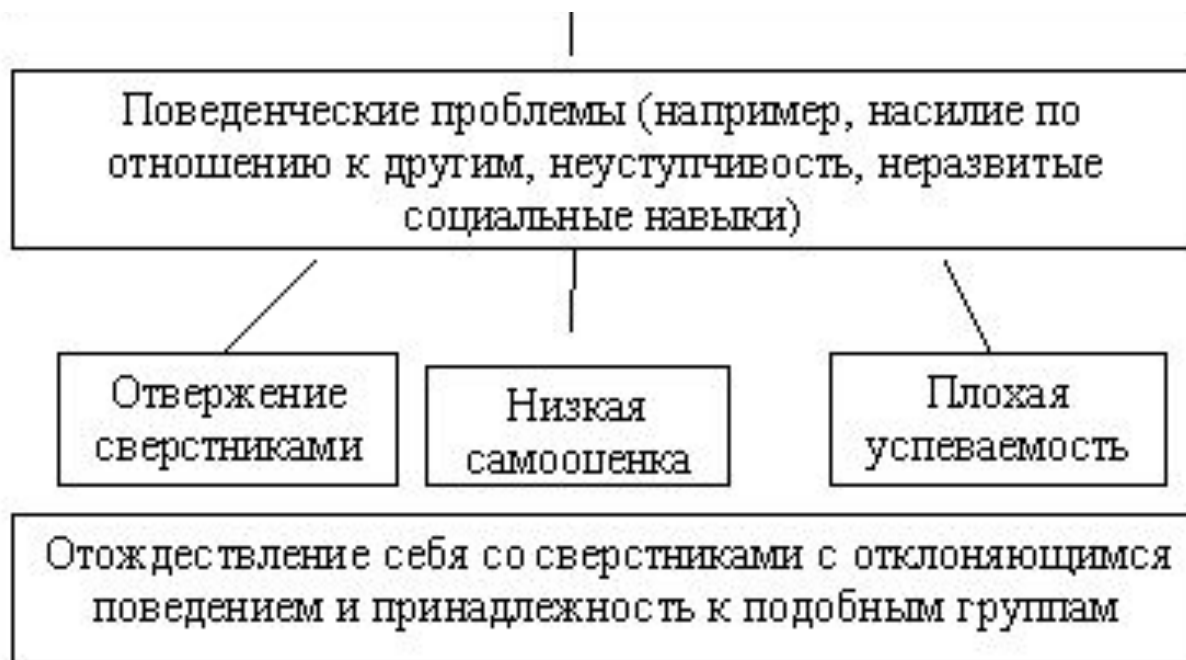 Поведенческие проблемы (например, насилие по
отношению к другим, неуступчивость, неразвитые
социальные навыки)
Отвержение
сверстниками
Низкая
самооценка
Плохая
успеваемость
Отождествление себя со сверстниками с отклоняющимся
поведением и принадлежность к подобным группам